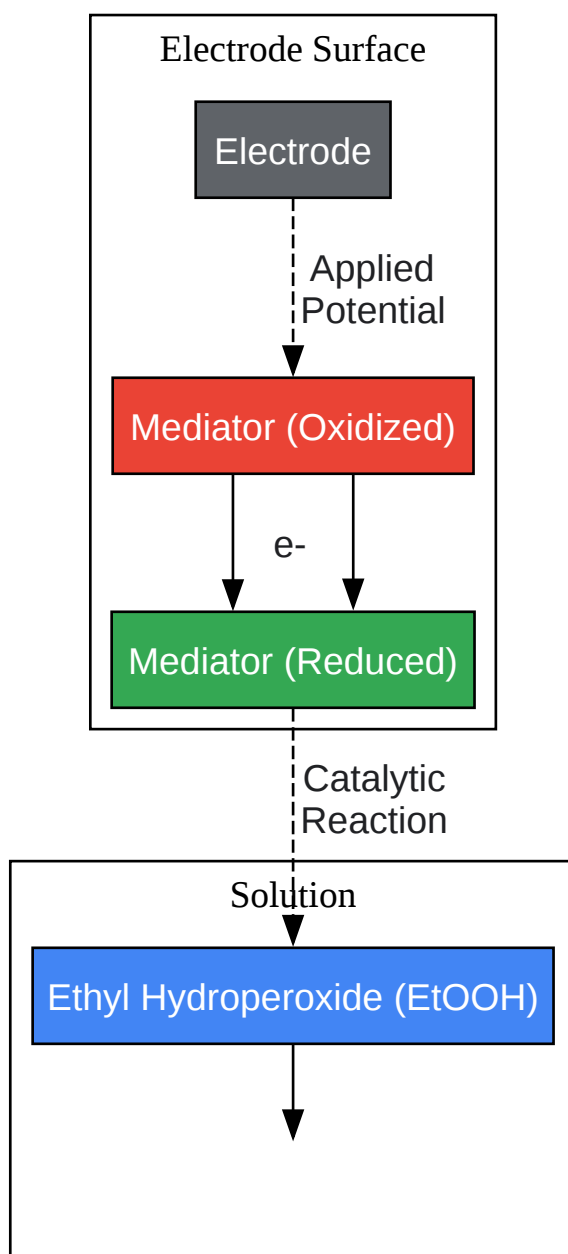 Electrode Surface
Electrode
Applied
Potential
Mediator (Oxidized)
e-
Mediator (Reduced)
Catalytic
Reaction
Solution
Ethyl Hydroperoxide (EtOOH)